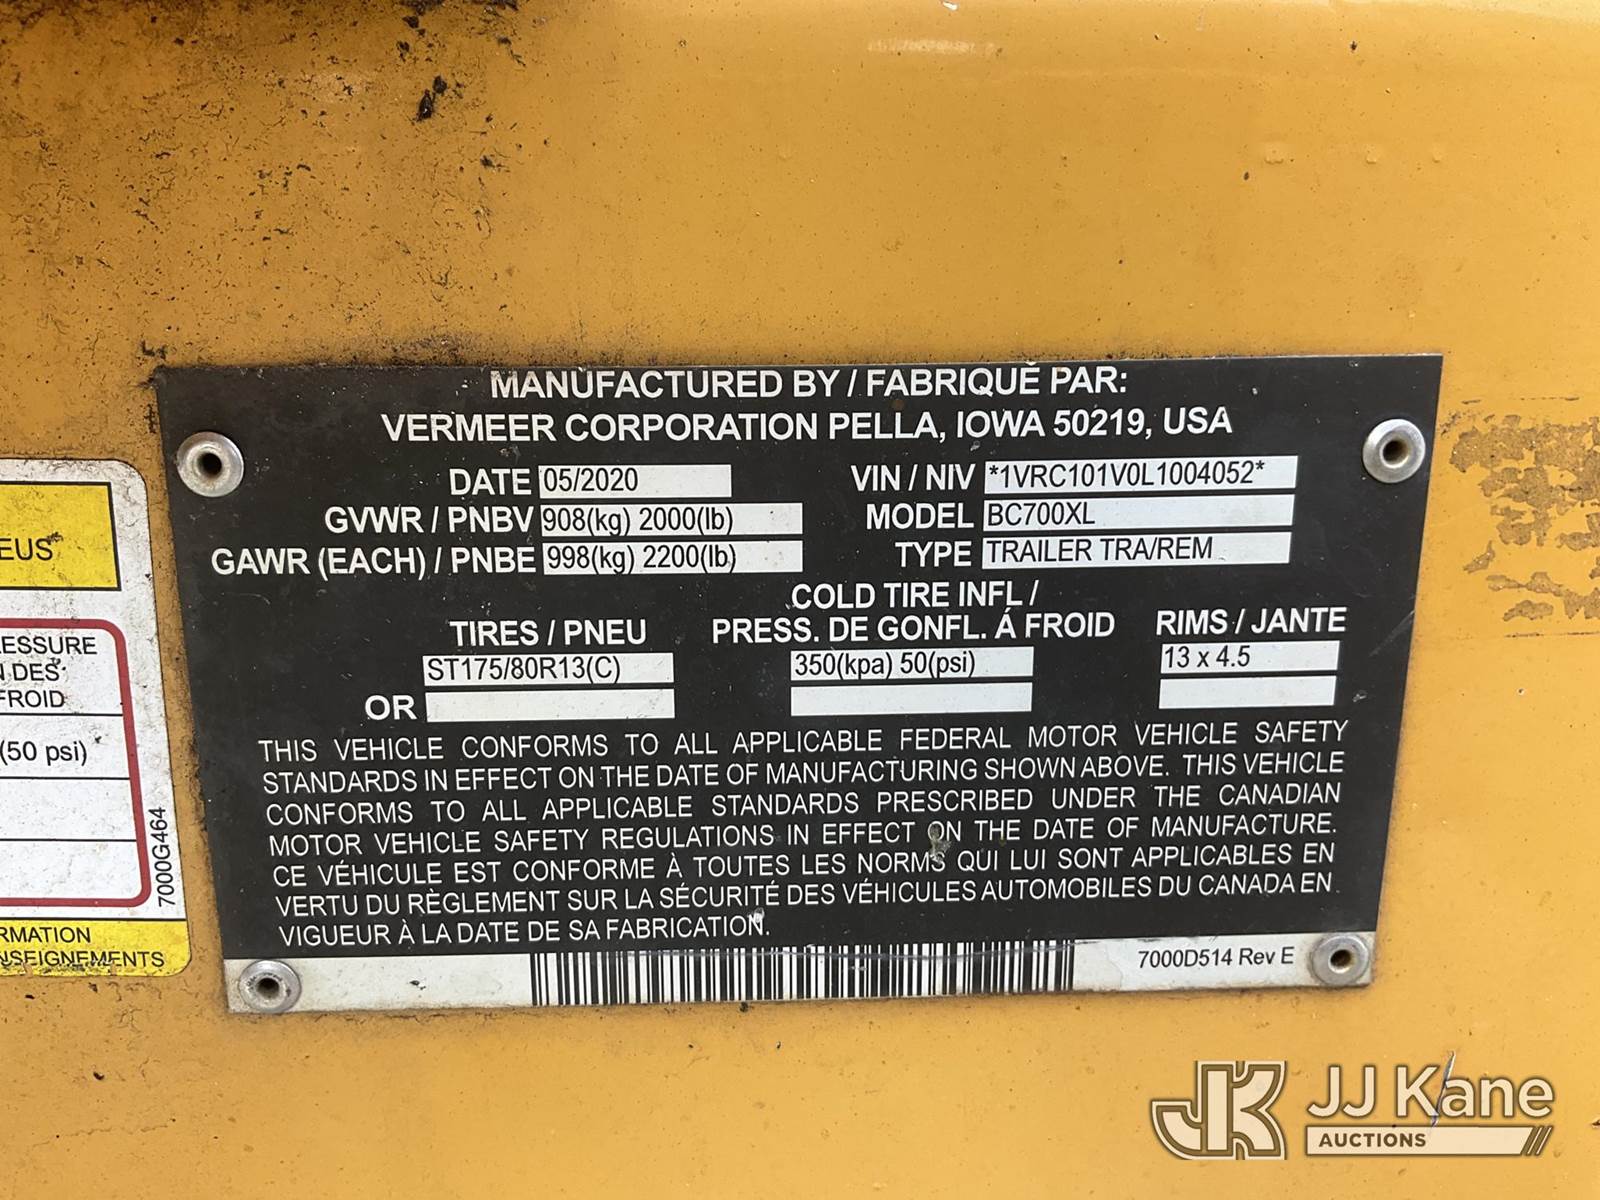 MANUFACTURED BY / FABRIQUÉ PAR:
VERMEER CORPORATION PELLA, IOWA 50219, USA
DATE 05/2020
VIN / NIV *1VRC101V0L1004052*
GVWR / PNBV 908(kg) 2000(lb)
MODEL BC700XL
GAWR (EACH) / PNBE 998(kg) 2200(lb)
TYPE TRAILER TRA/REM
TIRES / PNEU
COLD TIRE INFL /
PRESS. DE GONFL. Á FROID
RIMS / JANTE
ST175/80R13(C)
350(kpa) 50(psi)
13 x 4.5
OR
THIS VEHICLE CONFORMS TO ALL APPLICABLE FEDERAL MOTOR VEHICLE SAFETY
STANDARDS IN EFFECT ON THE DATE OF MANUFACTURING SHOWN ABOVE. THIS VEHICLE
CONFORMS TO ALL APPLICABLE STANDARDS PRESCRIBED UNDER THE CANADIAN
MOTOR VEHICLE SAFETY REGULATIONS IN EFFECT ON THE DATE OF MANUFACTURE.
CE VÉHICULE EST CONFORME À TOUTES LES NORMS QUI LUI SONT APPLICABLES EN
VERTU DU RÈGLEMENT SUR LA SÉCURITÉ DES VÉHICULES AUTOMOBILES DU CANADA EN
VIGUEUR À LA DATE DE SA FABRICATION.
7000D514 Rev E
EUS
ESSURE
N DES
FROID
(50 psi)
7000G464
RMATION
NSEIGNEMENTS
JK JJ Kane
AUCTIONS